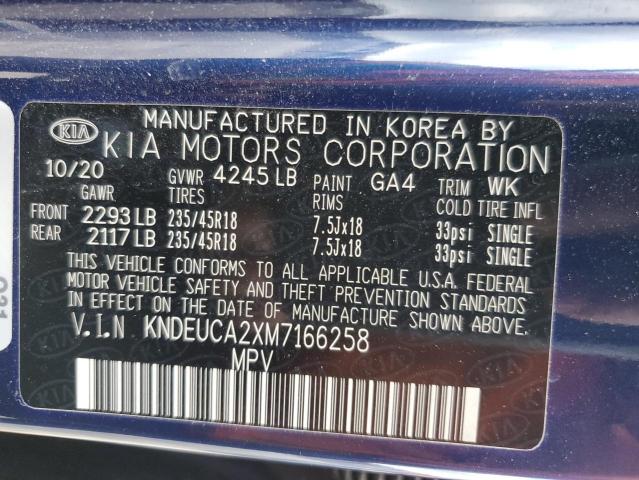 KIA MANUFACTURED IN KOREA BY
KIA MOTORS CORPORATION
10/20 GVWR 4245 LB PAINT GA4 TRIM WK
GAWR TIRES RIMS COLD TIRE INFL
FRONT 2293 LB 235/45R18 7.5Jx18 33psi SINGLE
REAR 2117 LB 235/45R18 7.5Jx18 33psi SINGLE
THIS VEHICLE CONFORMS TO ALL APPLICABLE U.S.A. FEDERAL
MOTOR VEHICLE SAFETY AND THEFT PREVENTION STANDARDS
IN EFFECT ON THE DATE OF MANUFACTURE SHOWN ABOVE.
V.I.N KNDEUCA2XM7166258
MPV